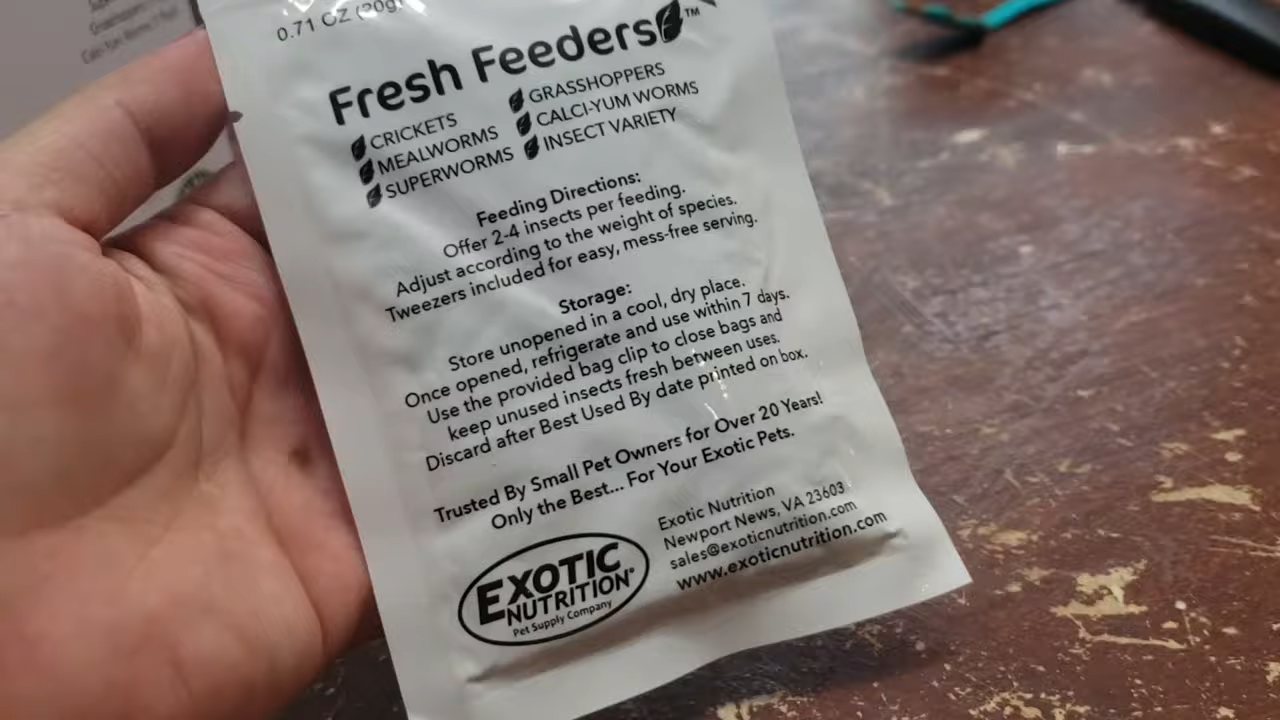 0.71 OZ (20g)
Fresh Feeders™
CRICKETS
MEALWORMS
SUPERWORMS
GRASSHOPPERS
CALCI-YUM WORMS
INSECT VARIETY
Feeding Directions:
Offer 2-4 insects per feeding.
Adjust according to the weight of species.
Tweezers included for easy, mess-free serving.
Storage:
Store unopened in a cool, dry place.
Once opened, refrigerate and use within 7 days.
Use the provided bag clip to close bags and
keep unused insects fresh between uses.
Discard after Best Used By date printed on box.
Trusted By Small Pet Owners for Over 20 Years!
Only the Best... For Your Exotic Pets.
EXOTIC
NUTRITION®
Pet Supply Company
Exotic Nutrition
Newport News, VA 23603
sales@exoticnutrition.com
www.exoticnutrition.com